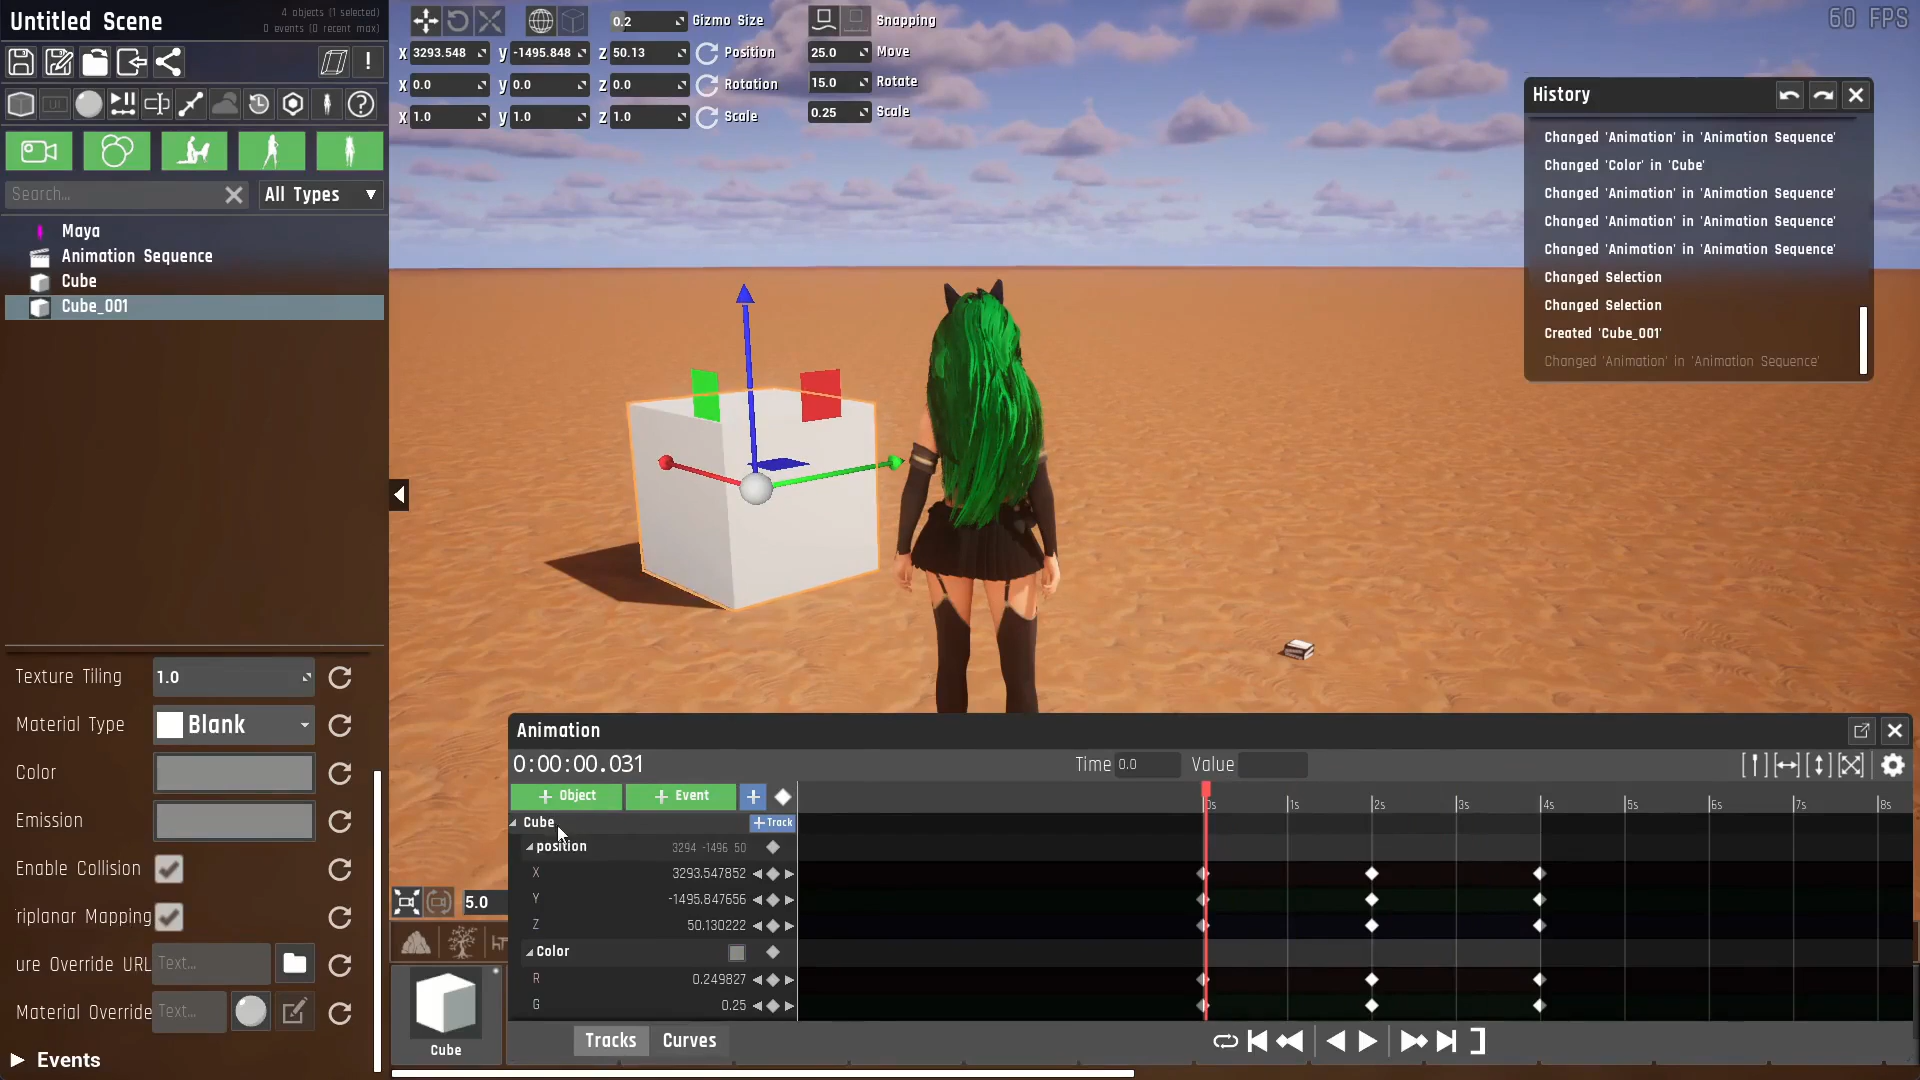 Untitled Scene
4 objects (1 selected)
0 events (0 recent max)
Search...
All Types
Maya
Animation Sequence
Cube
Cube_001
Texture Tiling 1.0
Material Type Blank
Color
Emission
Enable Collision
riplanar Mapping
ure Override URL Text...
Material Override Text...
Events
0.2 Gizmo Size
X 3293.548 y -1495.848 Z 50.13 Position
X 0.0 y 0.0 Z 0.0 Rotation
X 1.0 y 1.0 Z 1.0 Scale
Snapping
25.0 Move
15.0 Rotate
0.25 Scale
60 FPS
History
Changed 'Animation' in 'Animation Sequence'
Changed 'Color' in 'Cube'
Changed 'Animation' in 'Animation Sequence'
Changed 'Animation' in 'Animation Sequence'
Changed 'Animation' in 'Animation Sequence'
Changed Selection
Changed Selection
Created 'Cube_001'
Changed 'Animation' in 'Animation Sequence'
5.0
Cube
Animation
0:00:00.031
Time 0.0 Value
+ Object + Event +
0s 1s 2s 3s 4s 5s 6s 7s 8s
Cube + Track
position 3294 -1496 50
X 3293.547852
Y -1495.847656
Z 50.130222
Color
R 0.249827
G 0.25
Tracks Curves